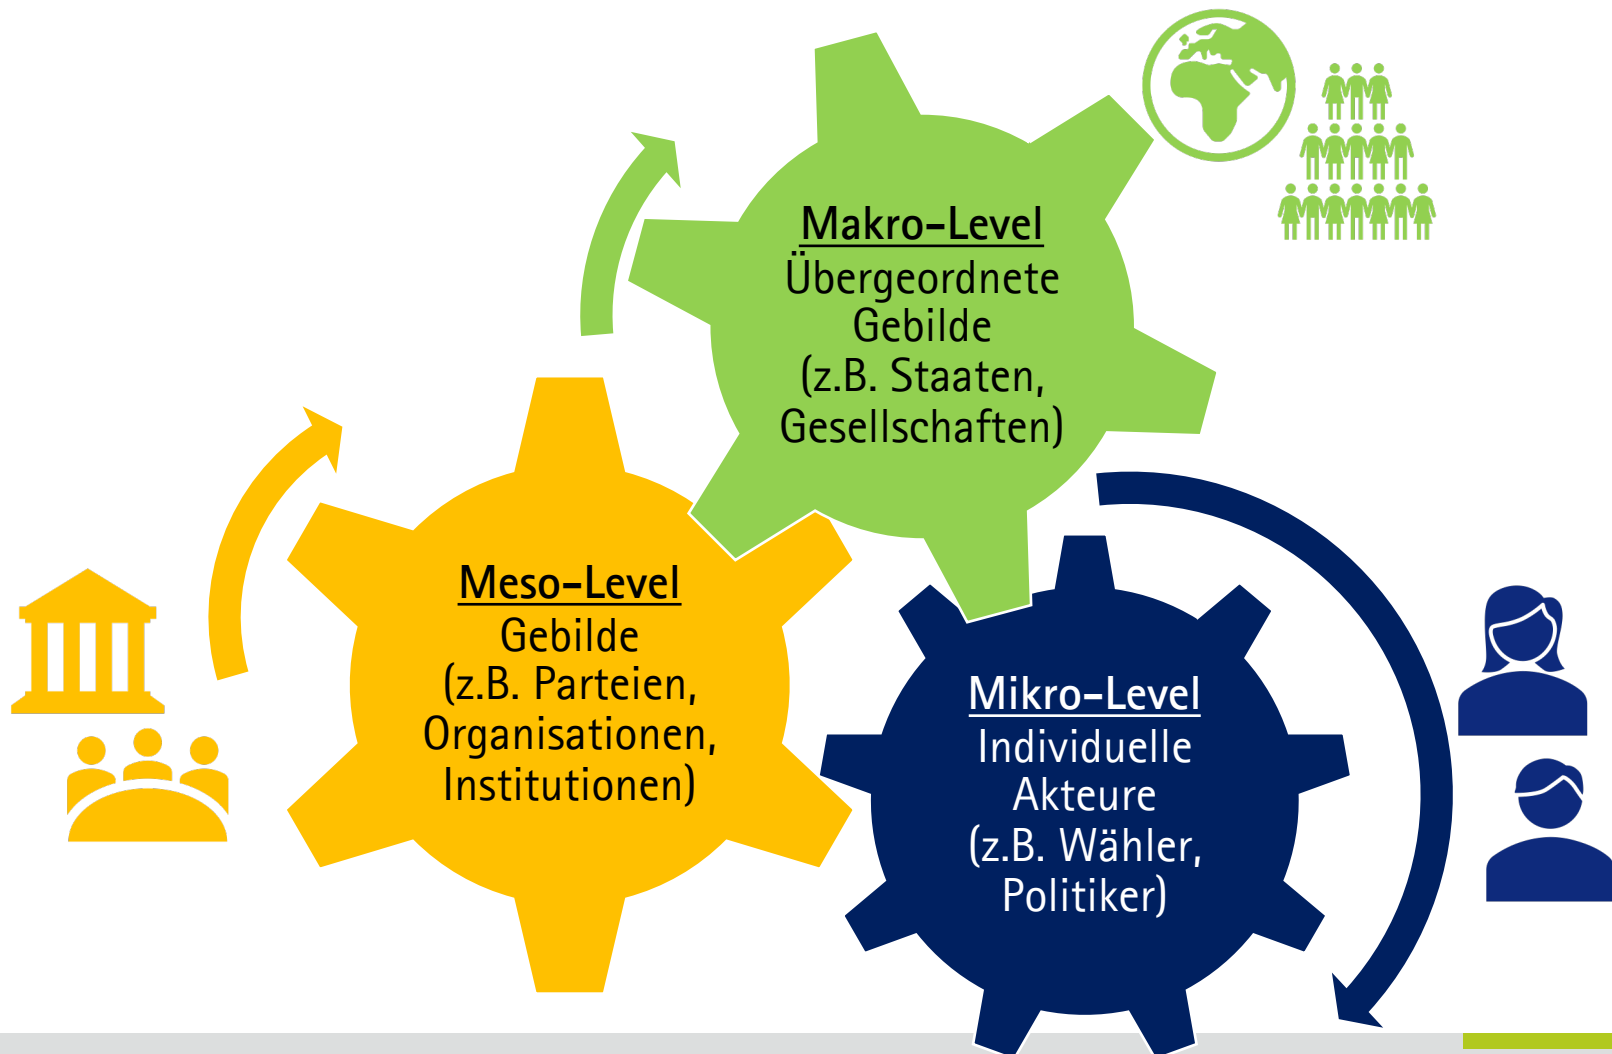 Makro-Level
Übergeordnete
Gebilde
(z.B. Staaten,
Gesellschaften)
Meso-Level
Gebilde
(z.B. Parteien,
Organisationen,
Institutionen)
Mikro-Level
Individuelle
Akteure
(z.B. Wähler,
Politiker)